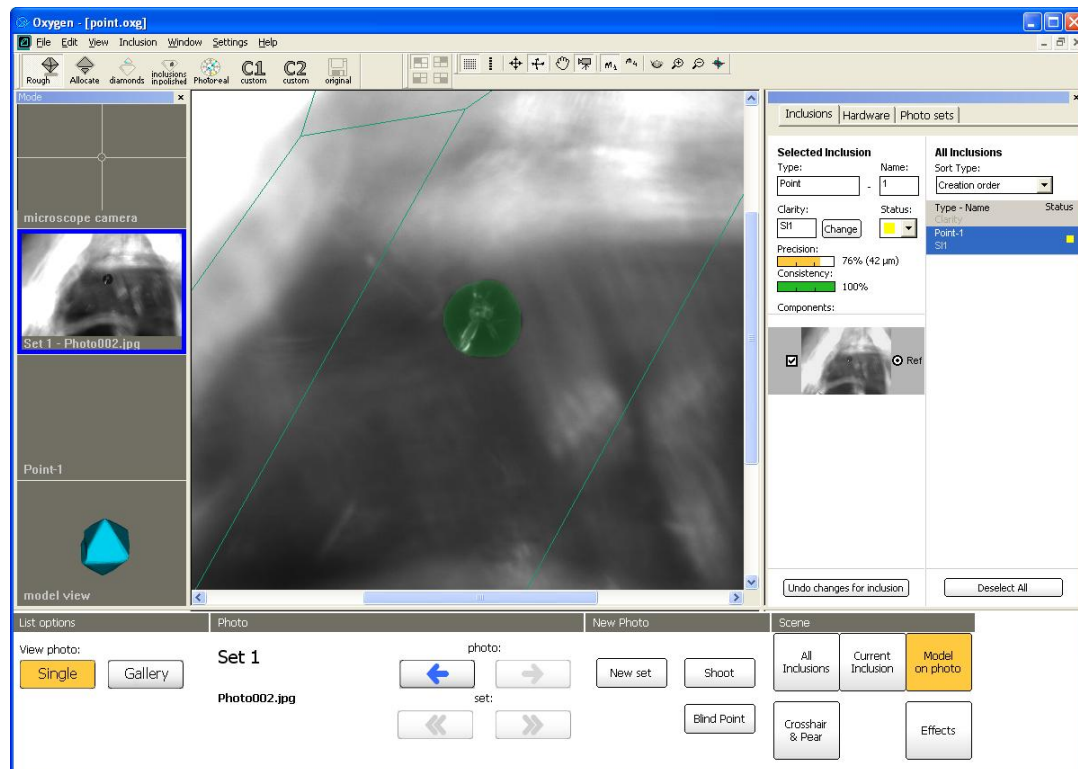 Oxygen - [point.oxg]
File Edit View Inclusion Window Settings Help
Rough Allocate diamonds inclusions inpolished Photoreal C1 custom C2 custom original
Mode
microscope camera
Set 1 - Photo002.jpg
Point-1
model view
Inclusions Hardware Photo sets
Selected Inclusion
Type: Name:
Point - 1
Clarity: Status:
SI1 Change
Precision:
76% (42 µm)
Consistency:
100%
Components:
Ref
Undo changes for inclusion
All Inclusions
Sort Type:
Creation order
Type - Name Status
Clarity
Point-1
SI1
Deselect All
List options
View photo:
Single Gallery
Photo
Set 1
Photo002.jpg
photo:
set:
New Photo
New set Shoot
Blind Point
Scene
All Inclusions
Current Inclusion
Model on photo
Crosshair & Pear
Effects